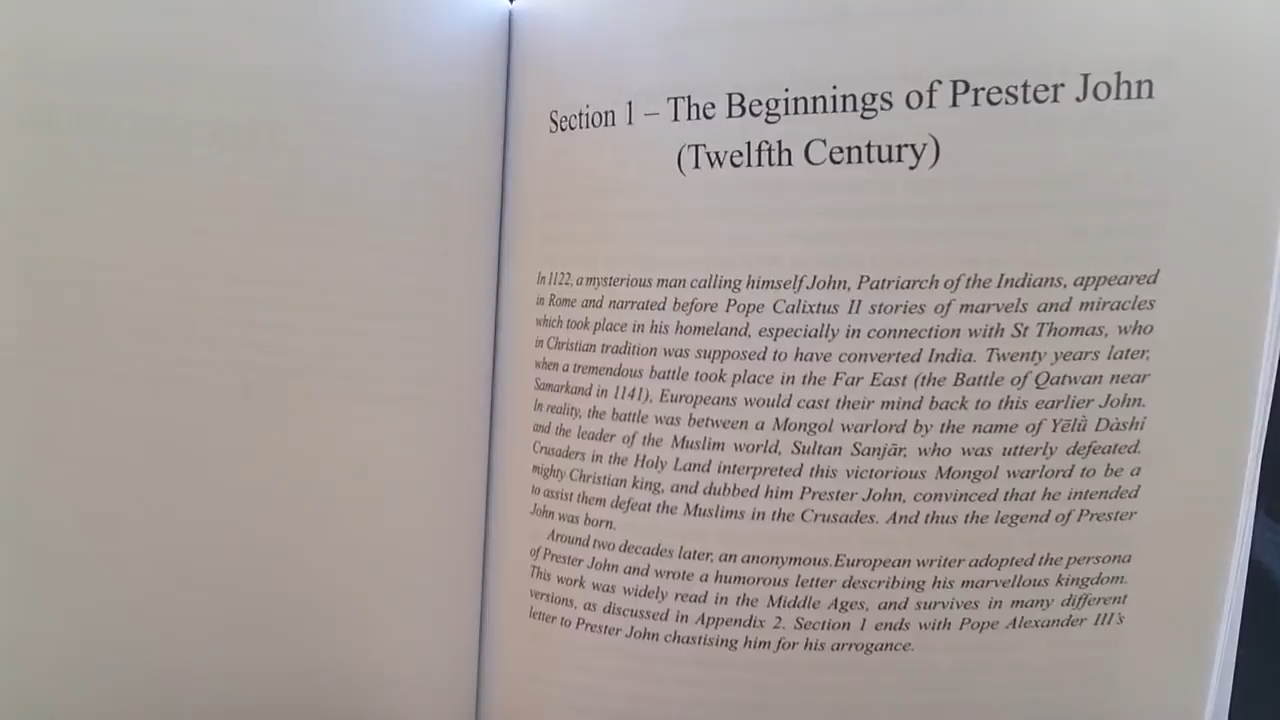 Section 1 – The Beginnings of Prester John
(Twelfth Century)
In 1122, a mysterious man calling himself John, Patriarch of the Indians, appeared
in Rome and narrated before Pope Calixtus II stories of marvels and miracles
which took place in his homeland, especially in connection with St Thomas, who
in Christian tradition was supposed to have converted India. Twenty years later,
when a tremendous battle took place in the Far East (the Battle of Qatwan near
Samarkand in 1141), Europeans would cast their mind back to this earlier John.
In reality, the battle was between a Mongol warlord by the name of Yēlǜ Dàshí
and the leader of the Muslim world, Sultan Sanjār, who was utterly defeated.
Crusaders in the Holy Land interpreted this victorious Mongol warlord to be a
mighty Christian king, and dubbed him Prester John, convinced that he intended
to assist them defeat the Muslims in the Crusades. And thus the legend of Prester
John was born.
Around two decades later, an anonymous European writer adopted the persona
of Prester John and wrote a humorous letter describing his marvellous kingdom.
This work was widely read in the Middle Ages, and survives in many different
versions, as discussed in Appendix 2. Section 1 ends with Pope Alexander III's
letter to Prester John chastising him for his arrogance.